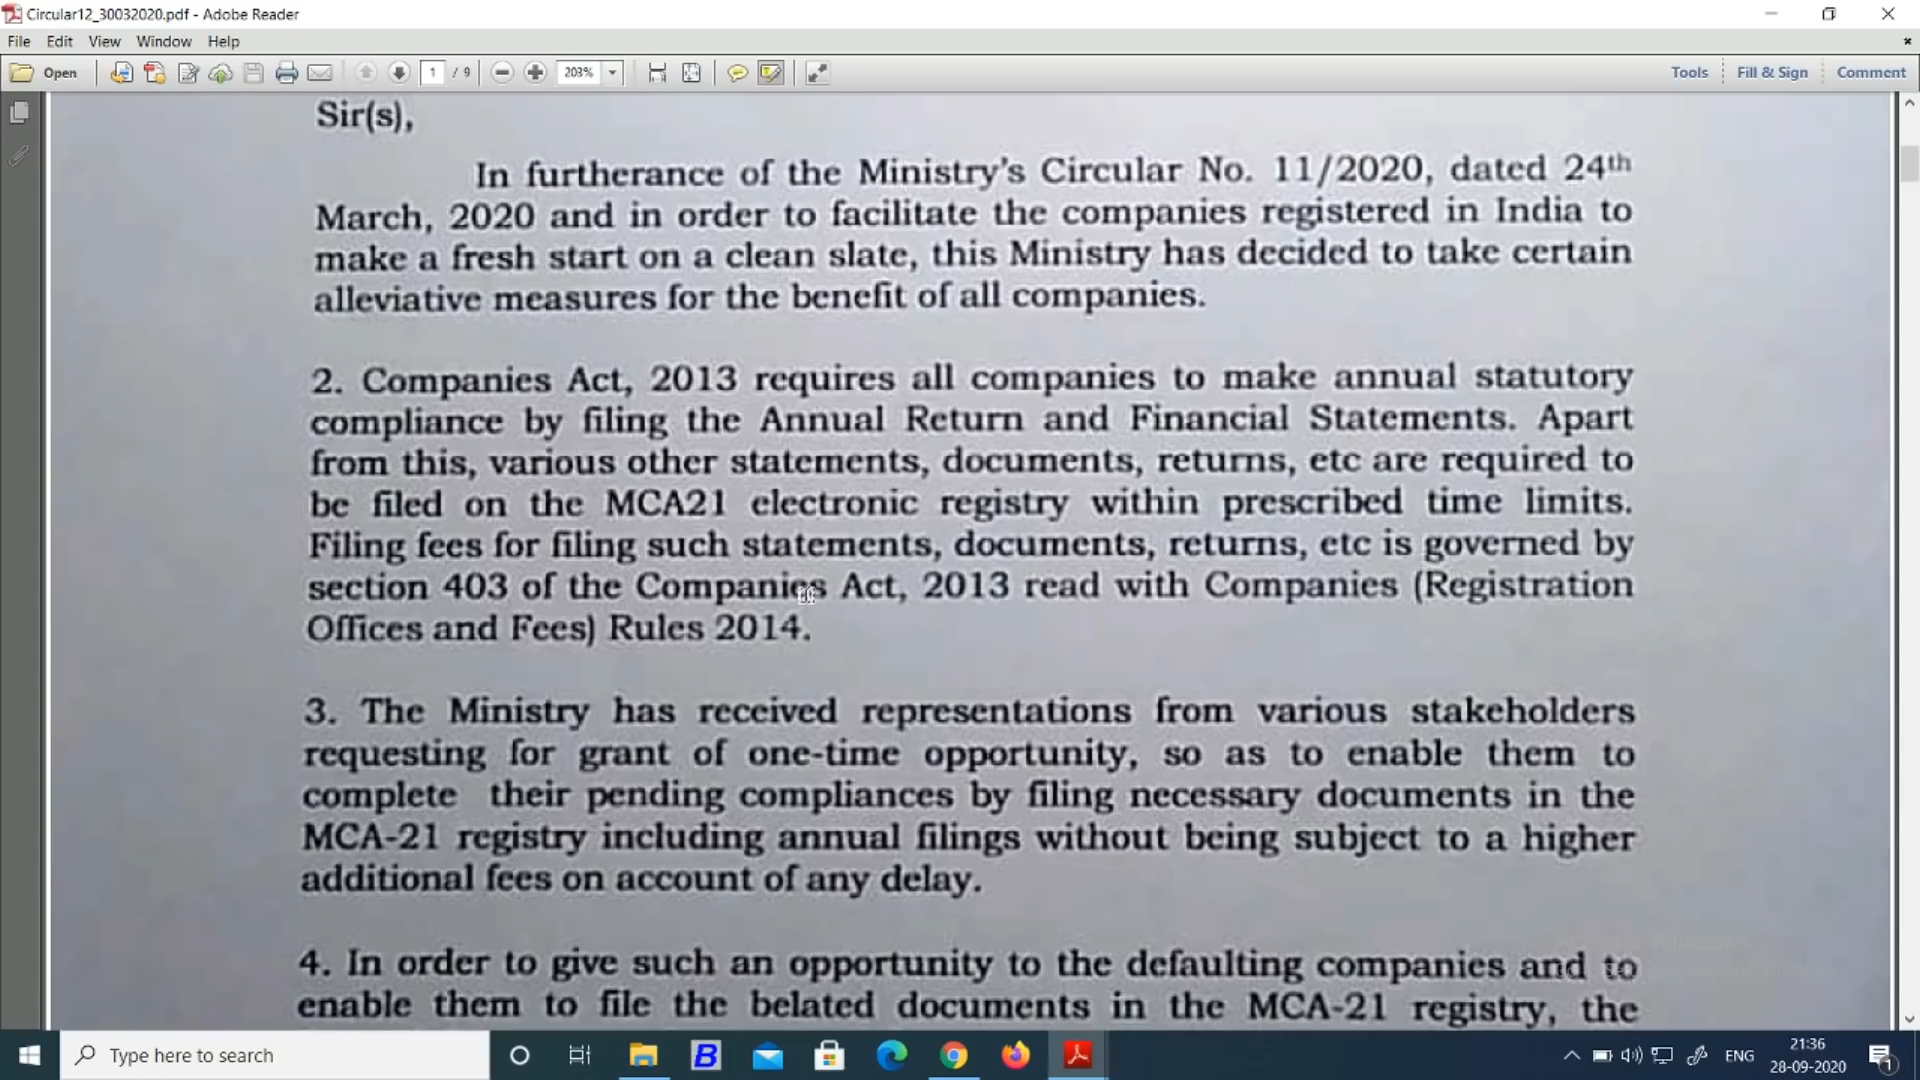 Circular12_30032020.pdf - Adobe Reader
File Edit View Window Help
Open 1 / 9 203% Tools Fill & Sign Comment
Sir(s),
In furtherance of the Ministry's Circular No. 11/2020, dated 24th
March, 2020 and in order to facilitate the companies registered in India to
make a fresh start on a clean slate, this Ministry has decided to take certain
alleviative measures for the benefit of all companies.
2. Companies Act, 2013 requires all companies to make annual statutory
compliance by filing the Annual Return and Financial Statements. Apart
from this, various other statements, documents, returns, etc are required to
be filed on the MCA21 electronic registry within prescribed time limits.
Filing fees for filing such statements, documents, returns, etc is governed by
section 403 of the Companies Act, 2013 read with Companies (Registration
Offices and Fees) Rules 2014.
3. The Ministry has received representations from various stakeholders
requesting for grant of one-time opportunity, so as to enable them to
complete their pending compliances by filing necessary documents in the
MCA-21 registry including annual filings without being subject to a higher
additional fees on account of any delay.
4. In order to give such an opportunity to the defaulting companies and to
enable them to file the belated documents in the MCA-21 registry, the
Type here to search
ENG
21:36
28-09-2020
1